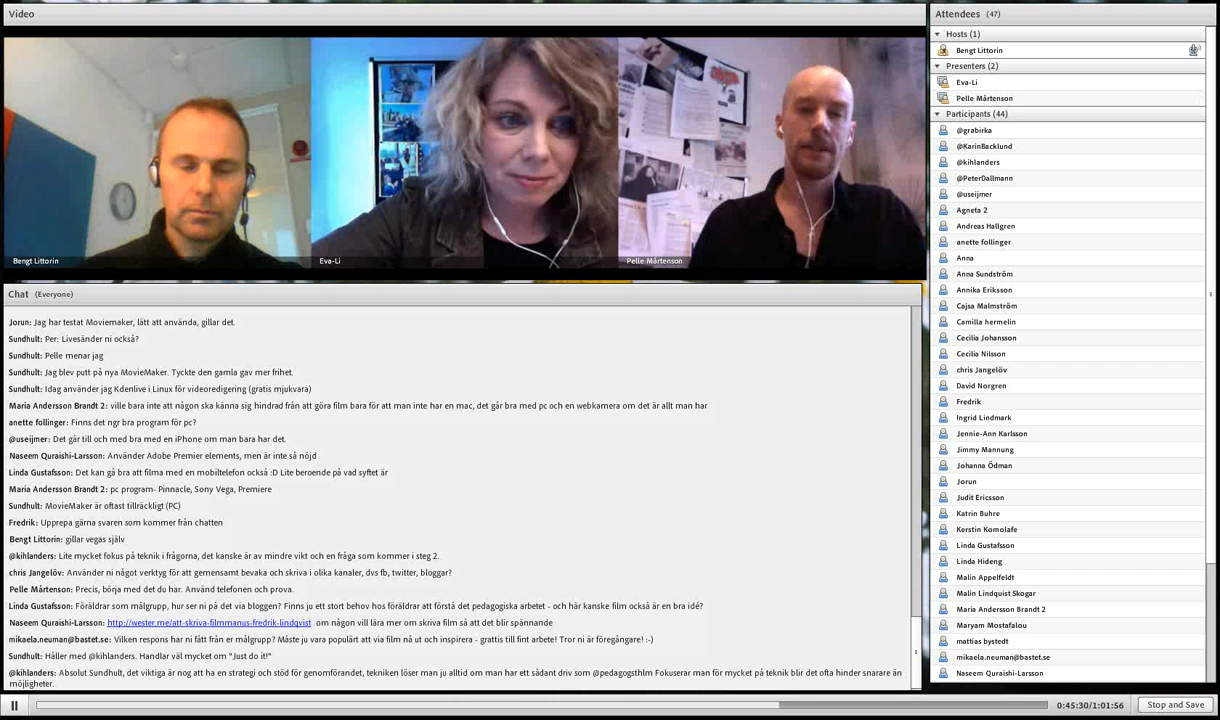 Video
Bengt Littorin
Eva-Li
Pelle Mårtenson
Chat (Everyone)
Jorun: Jag har testat Moviemaker, lätt att använda, gillar det.
Sundhult: Per: Livesänder ni också?
Sundhult: Pelle menar jag
Sundhult: Jag blev putt på nya MovieMaker. Tyckte den gamla gav mer frihet.
Sundhult: Idag använder jag Kdenlive i Linux för videoredigering (gratis mjukvara)
Maria Andersson Brandt 2: ville bara inte att någon ska känna sig hindrad från att göra film bara för att man inte har en mac, det går bra med pc och en webkamera om det är allt man har
anette follinger: Finns det ngr bra program för pc?
@useijmer: Det går till och med bra med en iPhone om man bara har det.
Naseem Quraishi-Larsson: Använder Adobe Premier elements, men är inte så nöjd
Linda Gustafsson: Det kan gå bra att filma med en mobiltelefon också :D Lite beroende på vad syftet är
Maria Andersson Brandt 2: pc program- Pinnacle, Sony Vega, Premiere
Sundhult: MovieMaker är oftast tillräckligt (PC)
Fredrik: Upprepa gärna svaren som kommer från chatten
Bengt Littorin: gillar vegas själv
@kihlanders: Lite mycket fokus på teknik i frågorna, det kanske är av mindre vikt och en fråga som kommer i steg 2.
chris Jangelöv: Använder ni något verktyg för att gemensamt bevaka och skriva i olika kanaler, dvs fb, twitter, bloggar?
Pelle Mårtenson: Precis, börja med det du har. Använd telefonen och prova.
Linda Gustafsson: Föräldrar som målgrupp, hur ser ni på det via bloggen? Finns ju ett stort behov hos föräldrar att förstå det pedagogiska arbetet - och här kanske film också är en bra idé?
Naseem Quraishi-Larsson: http://wester.me/att-skriva-filmmanus-fredrik-lindqvist om någon vill lära mer om skriva film så att det blir spännande
mikaela.neuman@bastet.se: Vilken respons har ni fått från er målgrupp? Måste ju vara populärt att via film nå ut och inspirera - grattis till fint arbete! Tror ni är föregångare! :-)
Sundhult: Håller med @kihlanders. Handlar väl mycket om "Just do it!"
@kihlanders: Absolut Sundhult, det viktiga är nog att ha en strategi och stöd för genomförandet, tekniken löser man ju alltid om man har ett sådant driv som @pedagogsthlm Fokuserar man för mycket på teknik blir det ofta hinder snarare än
möjligheter.
Attendees (47)
Hosts (1)
Bengt Littorin
Presenters (2)
Eva-Li
Pelle Mårtenson
Participants (44)
@grabirka
@KarinBacklund
@kihlanders
@PeterDallmann
@useijmer
Agneta 2
Andreas Hallgren
anette follinger
Anna
Anna Sundström
Annika Eriksson
Cajsa Malmström
Camilla hermelin
Cecilia Johansson
Cecilia Nilsson
chris Jangelöv
David Norgren
Fredrik
Ingrid Lindmark
Jennie-Ann Karlsson
Jimmy Mannung
Johanna Ödman
Jorun
Judit Ericsson
Katrin Buhre
Kerstin Komolafe
Linda Gustafsson
Linda Hideng
Malin Appelfeldt
Malin Lindquist Skogar
Maria Andersson Brandt 2
Maryam Mostafalou
mattias bystedt
mikaela.neuman@bastet.se
Naseem Quraishi-Larsson
0:45:30/1:01:56
Stop and Save